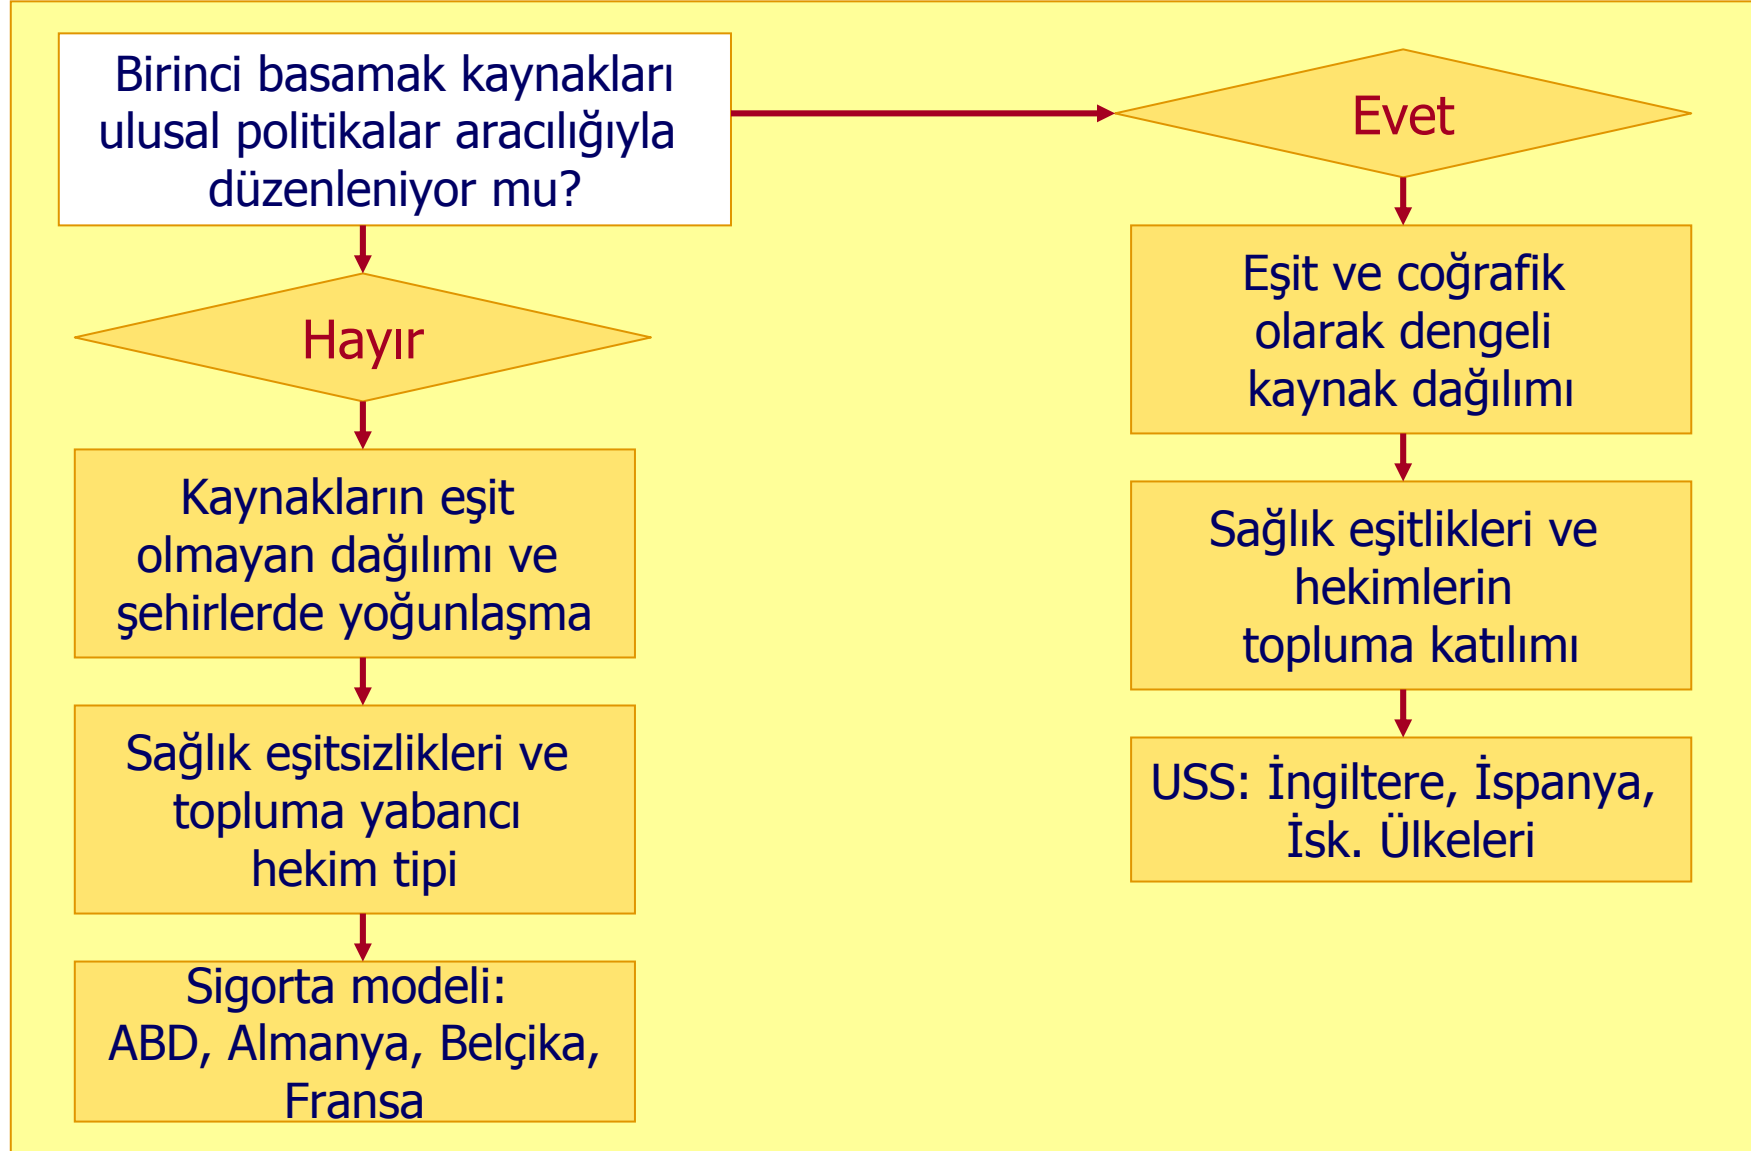 Birinci basamak kaynakları
ulusal politikalar aracılığıyla
düzenleniyor mu?
Evet
Hayır
Eşit ve coğrafik
olarak dengeli
kaynak dağılımı
Kaynakların eşit
olmayan dağılımı ve
şehirlerde yoğunlaşma
Sağlık eşitlikleri ve
hekimlerin
topluma katılımı
Sağlık eşitsizlikleri ve
topluma yabancı
hekim tipi
USS: İngiltere, İspanya,
İsk. Ülkeleri
Sigorta modeli:
ABD, Almanya, Belçika,
Fransa